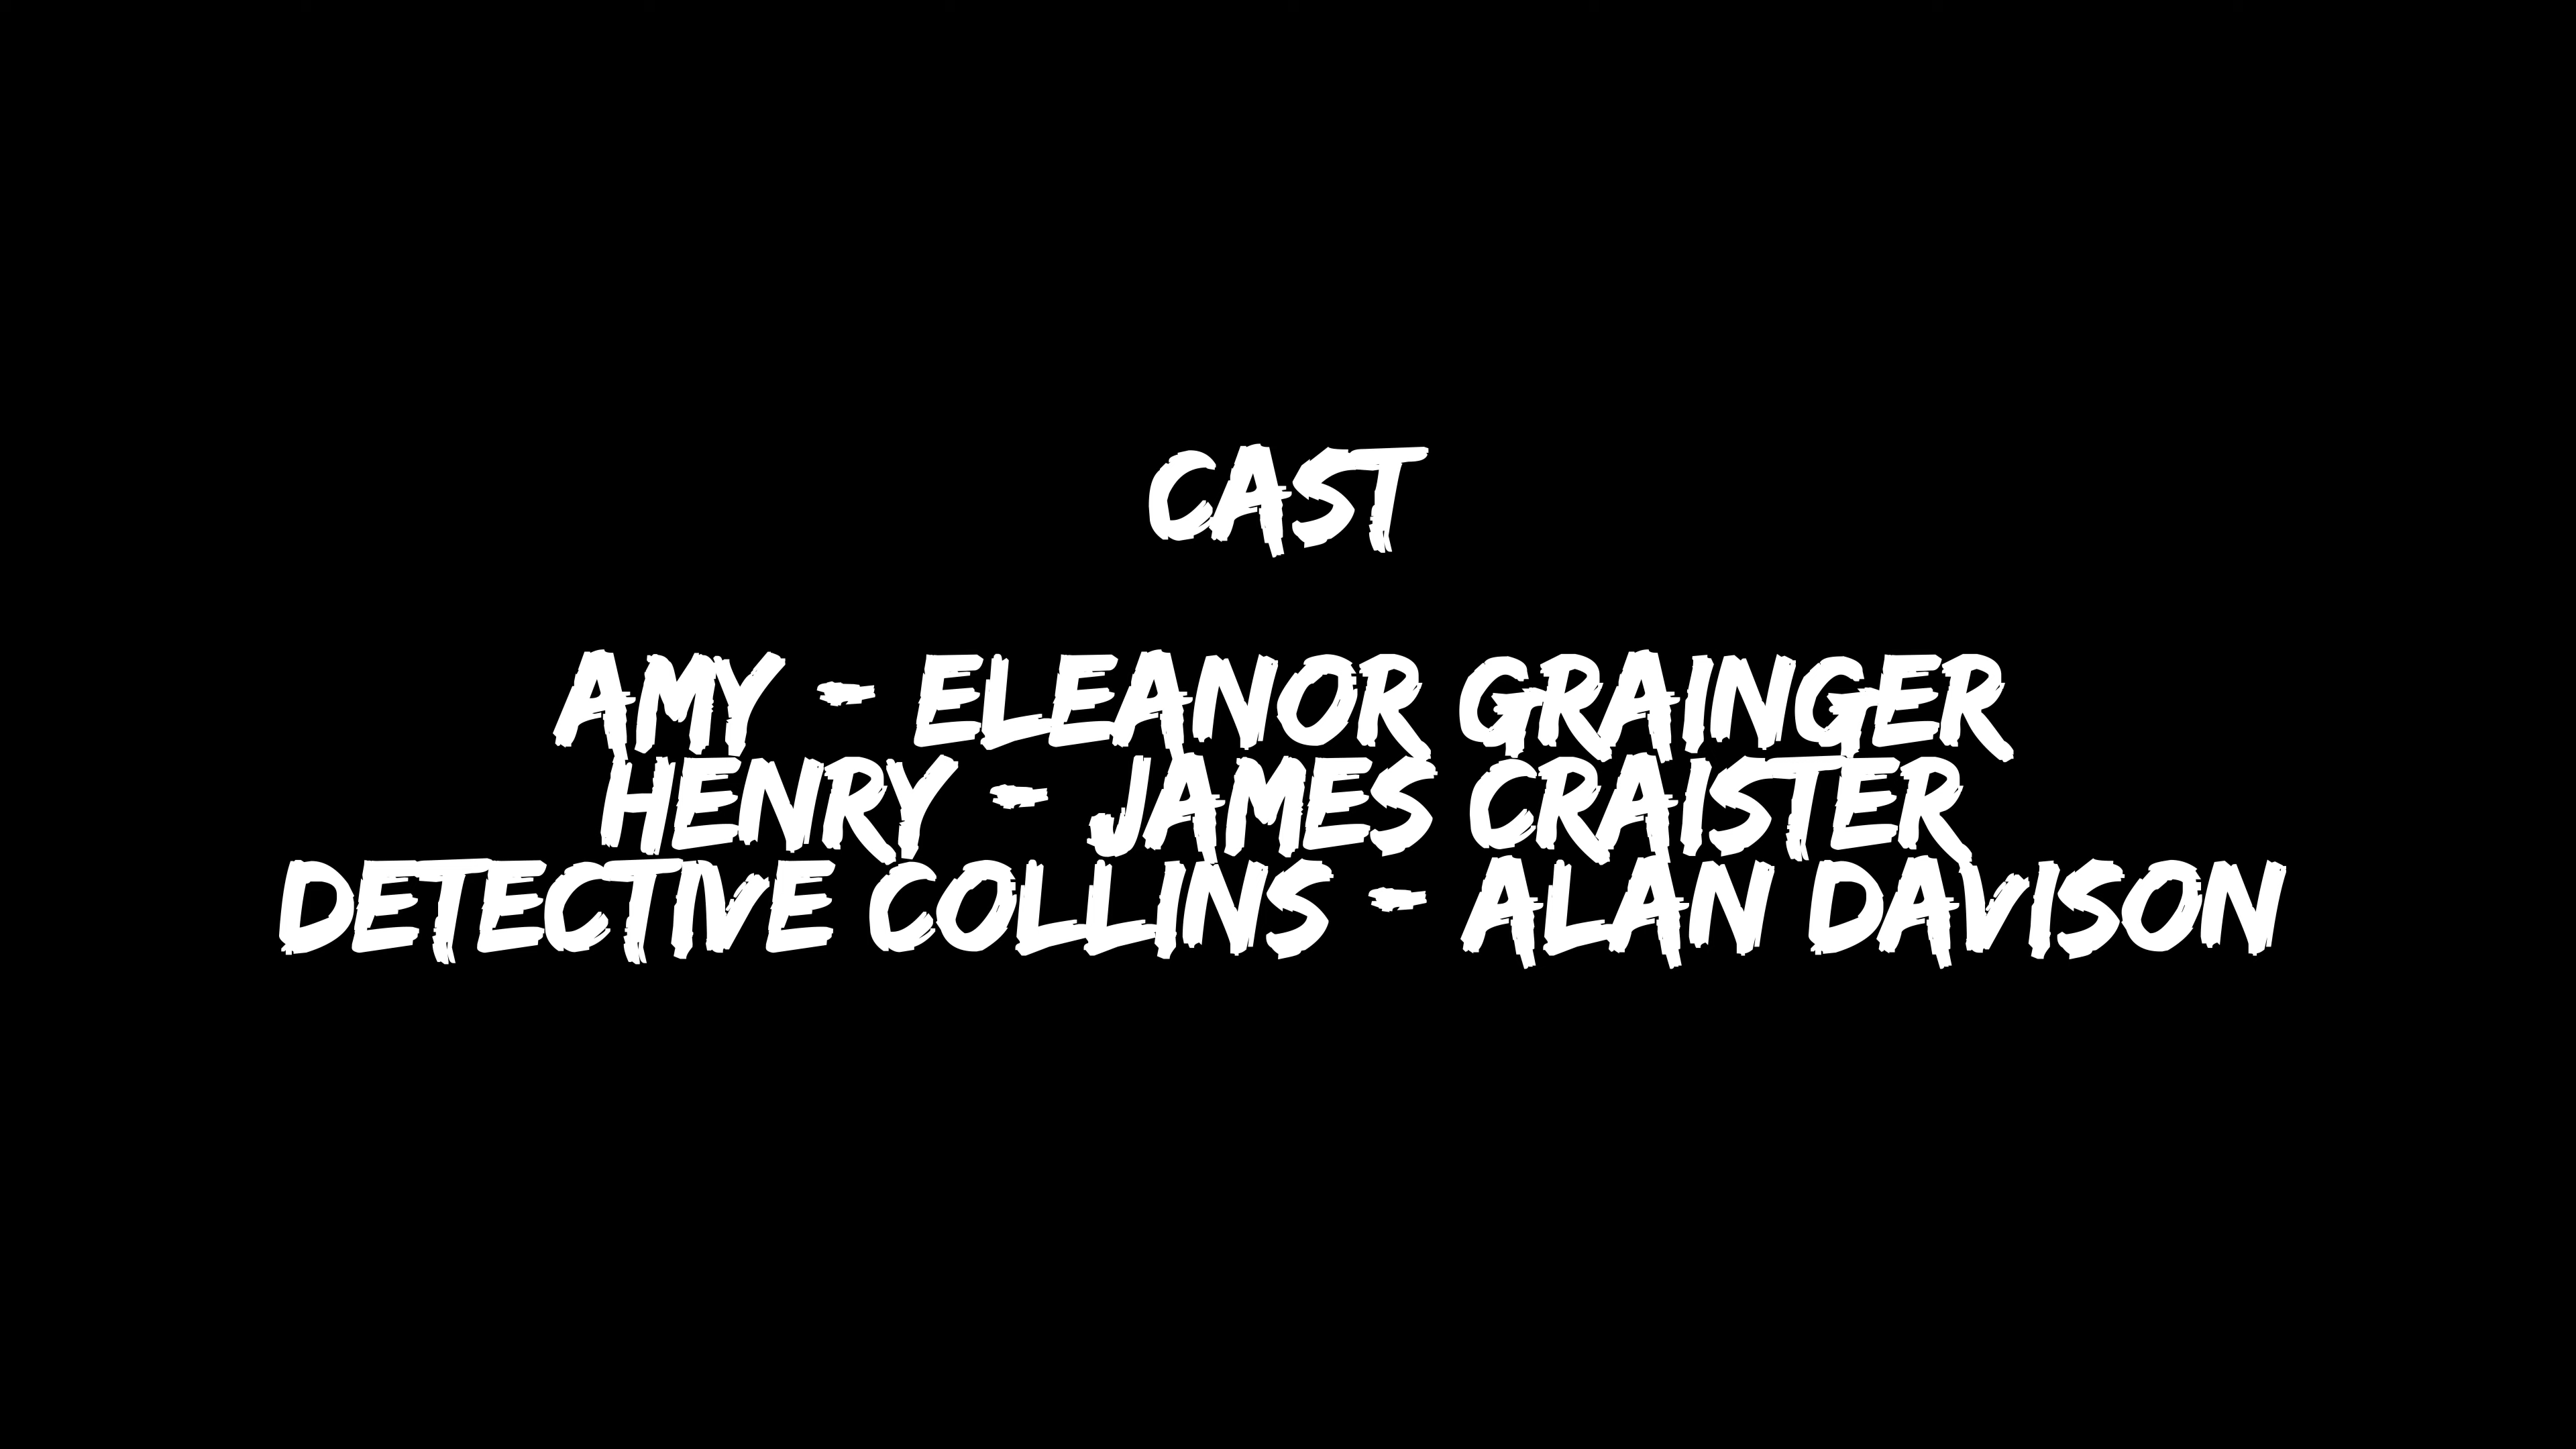 CAST
AMY - ELEANOR GRAINGER
HENRY - JAMES CRAISTER
DETECTIVE COLLINS - ALAN DAVISON